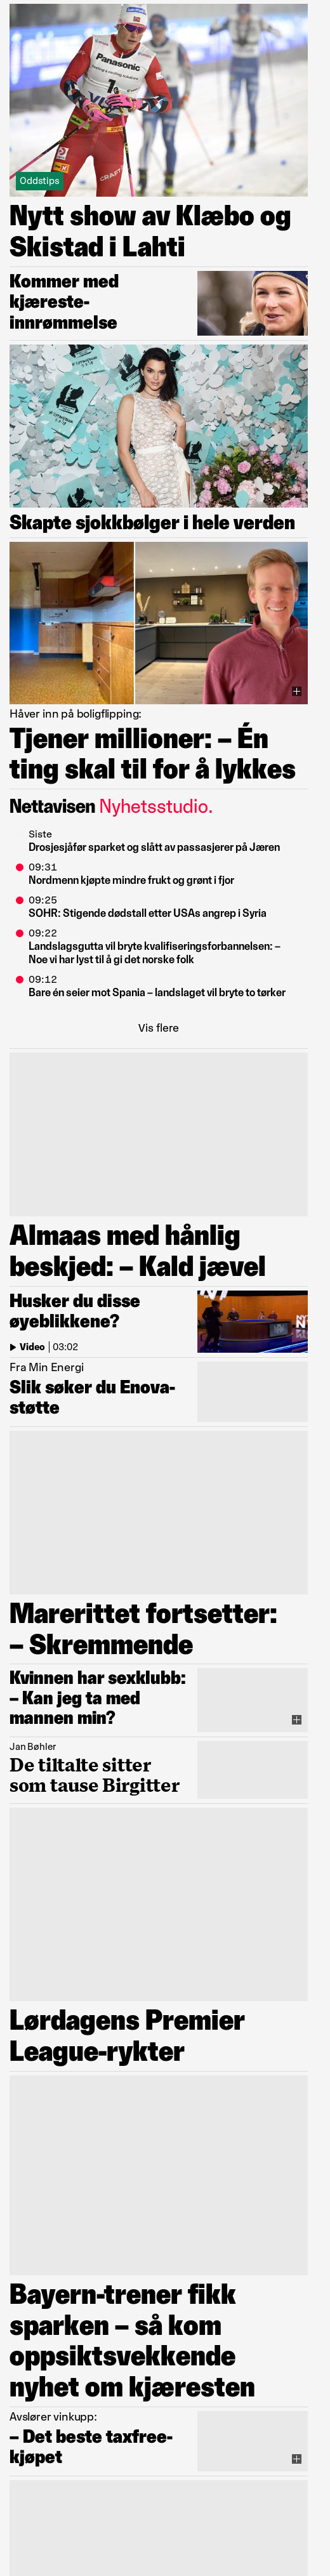 Panasonic
CRAFT
Oddstips
Nytt show av Klæbo og
Skistad i Lahti
Kommer med
kjæreste-
innrømmelse
Skapte sjokkbølger i hele verden
Håver inn på boligflipping:
Tjener millioner: – Én
ting skal til for å lykkes
Nettavisen Nyhetsstudio.
Siste
Drosjesjåfør sparket og slått av passasjerer på Jæren
09:31
Nordmenn kjøpte mindre frukt og grønt i fjor
09:25
SOHR: Stigende dødstall etter USAs angrep i Syria
09:22
Landslagsgutta vil bryte kvalifiseringsforbannelsen: –
Noe vi har lyst til å gi det norske folk
09:12
Bare én seier mot Spania – landslaget vil bryte to tørker
Vis flere
Almaas med hånlig
beskjed: – Kald jævel
Husker du disse
øyeblikkene?
Video 03:02
Fra Min Energi
Slik søker du Enova-
støtte
Marerittet fortsetter:
– Skremmende
Kvinnen har sexklubb:
– Kan jeg ta med
mannen min?
Jan Bøhler
De tiltalte sitter
som tause Birgitter
Lørdagens Premier
League-rykter
Bayern-trener fikk
sparken – så kom
oppsiktsvekkende
nyhet om kjæresten
Avslører vinkupp:
– Det beste taxfree-
kjøpet